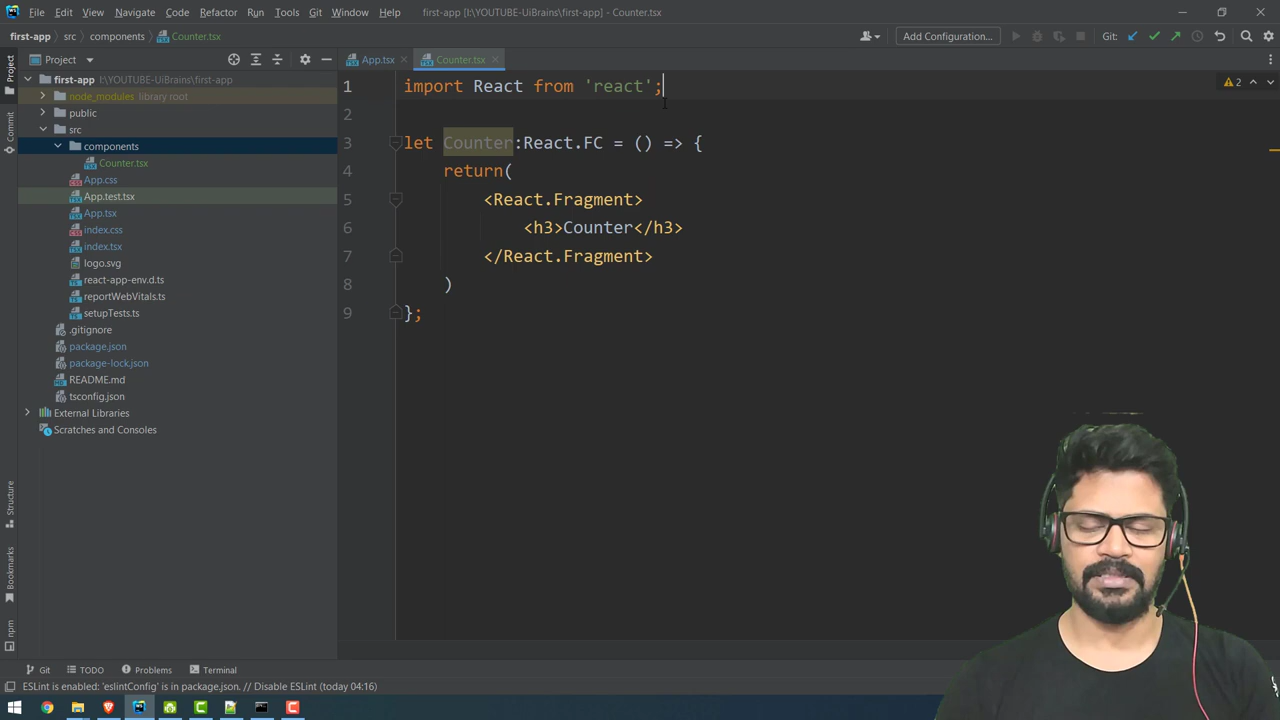 File Edit View Navigate Code Refactor Run Tools Git Window Help first-app [I:\YOUTUBE-UiBrains\first-app] - Counter.tsx
first-app src components Counter.tsx Add Configuration... Git:
Project App.tsx Counter.tsx
first-app I:\YOUTUBE-UiBrains\first-app
node_modules library root
public
src
components
Counter.tsx
App.css
App.test.tsx
App.tsx
index.css
index.tsx
logo.svg
react-app-env.d.ts
reportWebVitals.ts
setupTests.ts
.gitignore
package.json
package-lock.json
README.md
tsconfig.json
External Libraries
Scratches and Consoles
Project
Commit
Structure
Bookmarks
npm
1 import React from 'react';
2
3 let Counter:React.FC = () => {
4 return(
5 <React.Fragment>
6 <h3>Counter</h3>
7 </React.Fragment>
8 )
9 };
2
Git TODO Problems Terminal
ESLint is enabled: 'eslintConfig' is in package.json. // Disable ESLint (today 04:16)